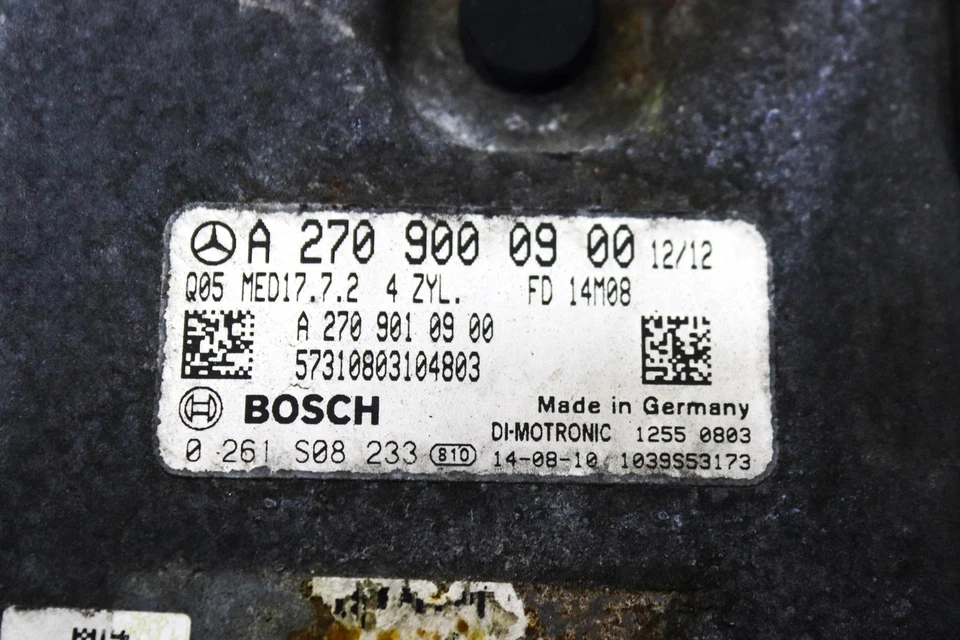 A 270 900 09 00 12/12
Q05 MED17.7.2 4 ZYL. FD 14M08
A 270 901 09 00
57310803104803
BOSCH
Made in Germany
DI-MOTRONIC 1255 0803
0 261 S08 233 810 14-08-10 1039S53173